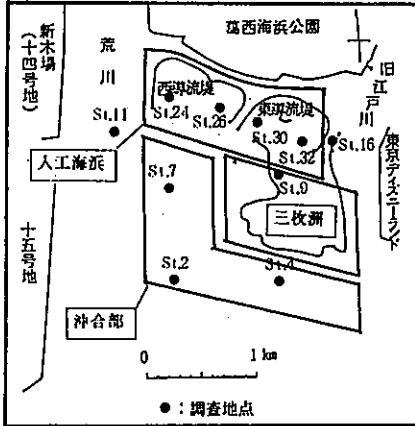 新木場
(十四号地)
荒川
葛西海浜公園
旧江戸川
西導流堤
東導流堤
St.24
St.26
St.11
St.30
St.16
St.32
人工海浜
St.7
St.9
東京ディズニーランド
三枚洲
十五号地
St.2
St.4
沖合部
0
1 km
●:調査地点